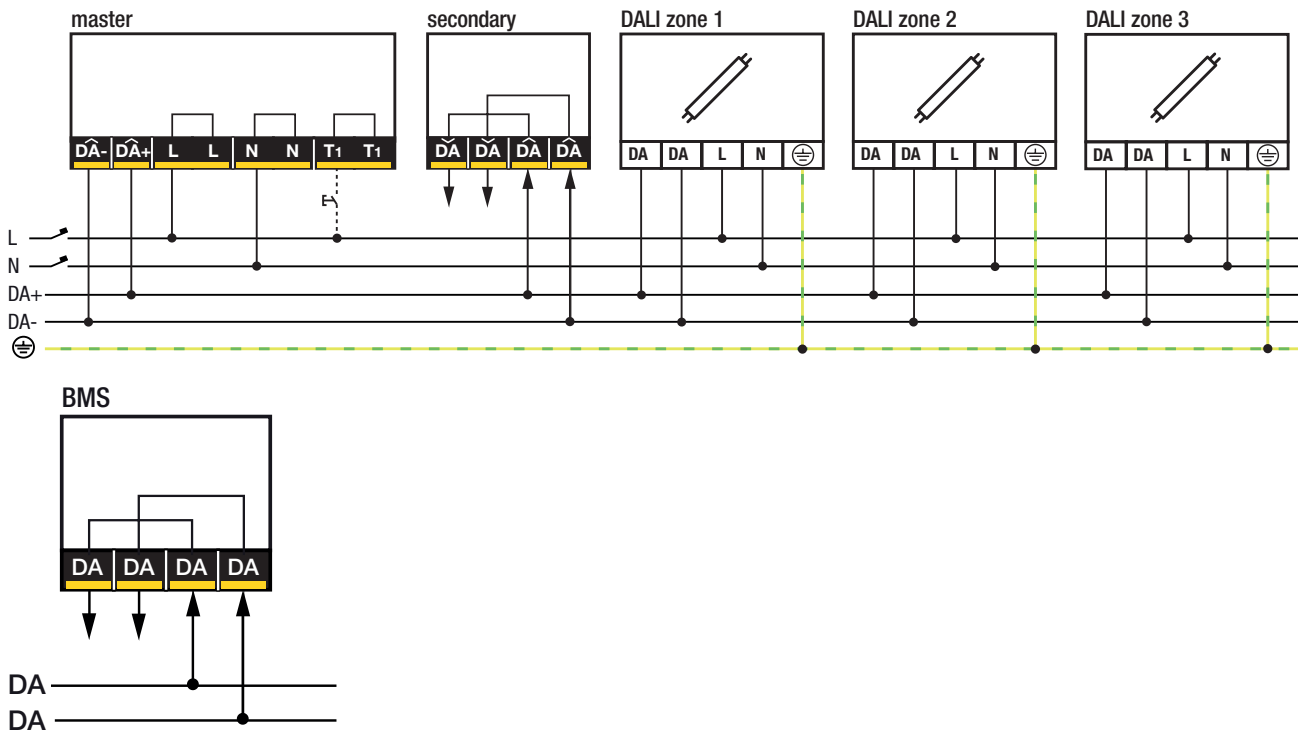 master secondary DALI zone 1 DALI zone 2 DALI zone 3
DA- DA+ L L N N T1 T1 DA DA DA DA DA DA L N DA DA L N DA DA L N
T
L
N
DA+
DA-
BMS
DA DA DA DA
DA
DA